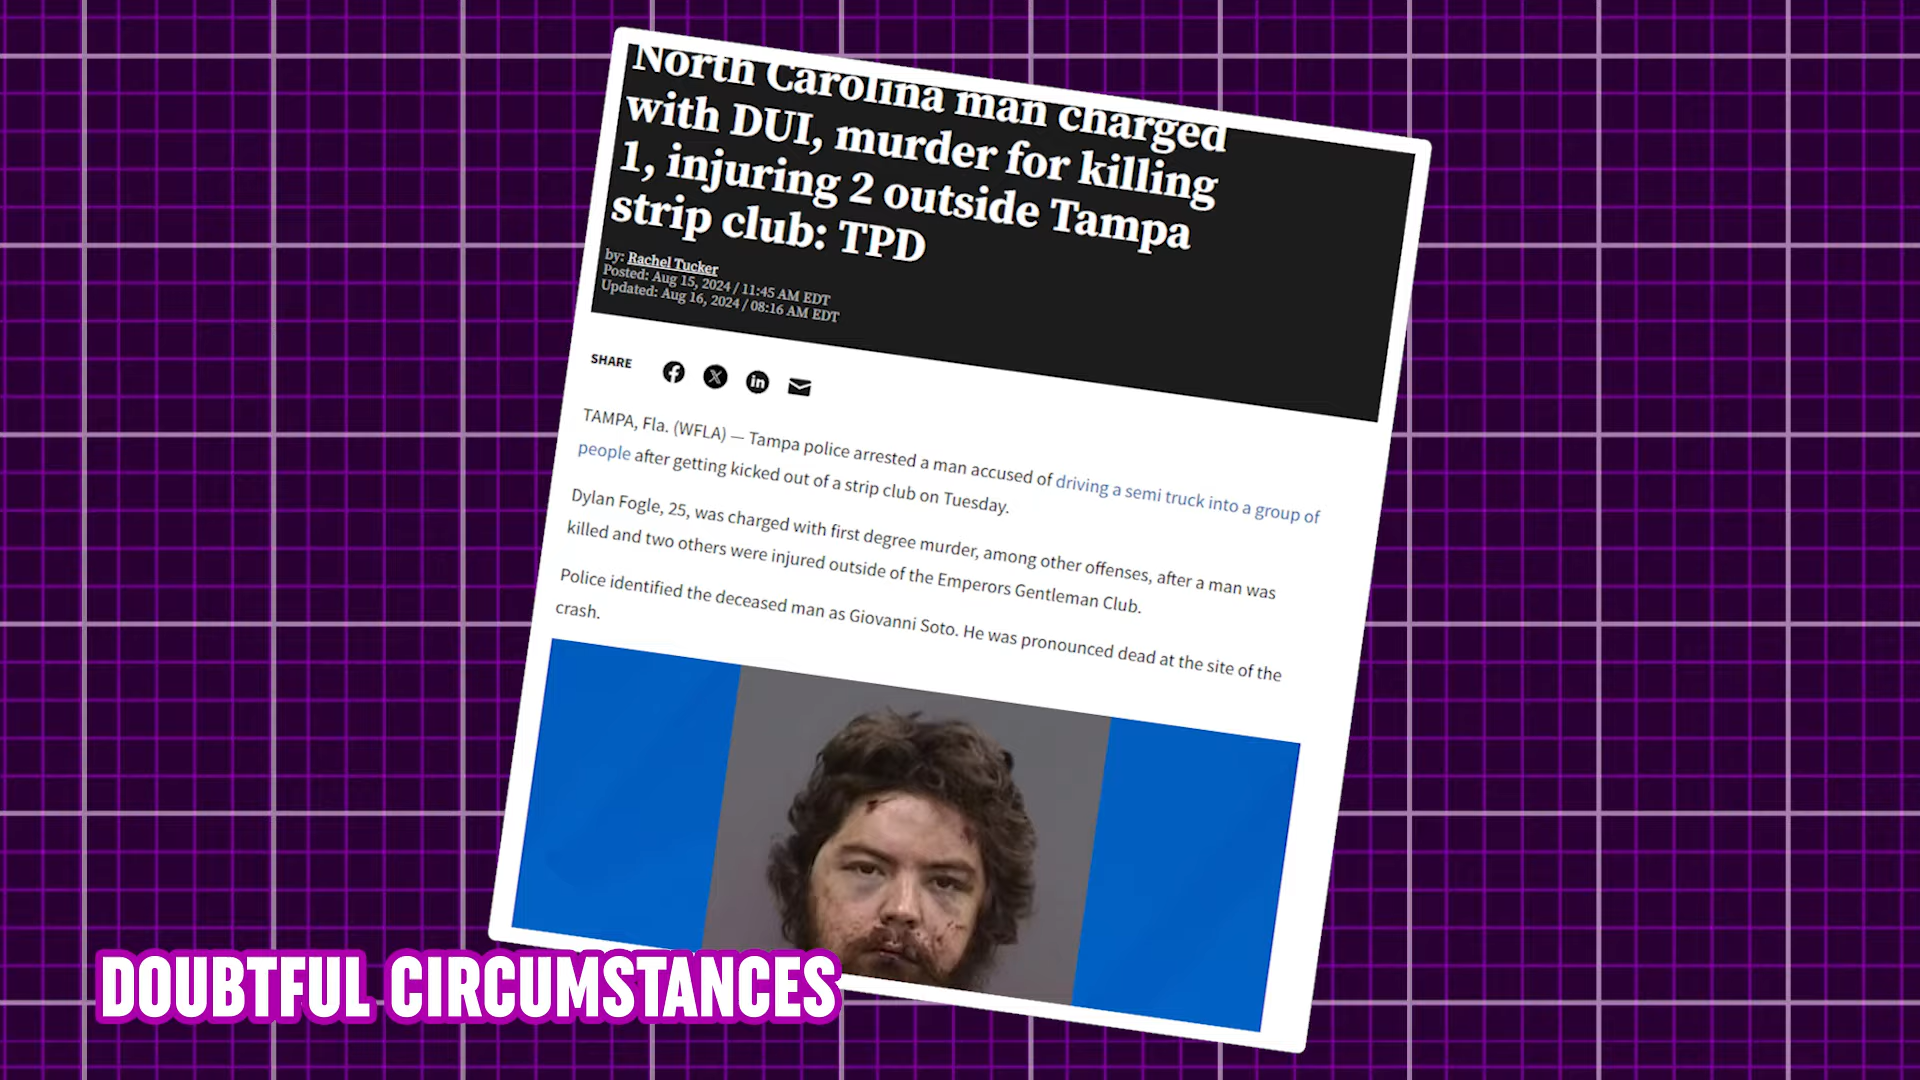 North Carolina man charged
with DUI, murder for killing
1, injuring 2 outside Tampa
strip club: TPD
by: Rachel Tucker
Posted: Aug 15, 2024 / 11:45 AM EDT
Updated: Aug 16, 2024 / 08:16 AM EDT
SHARE
TAMPA, Fla. (WFLA) — Tampa police arrested a man accused of driving a semi truck into a group of
people after getting kicked out of a strip club on Tuesday.
Dylan Fogle, 25, was charged with first degree murder, among other offenses, after a man was
killed and two others were injured outside of the Emperors Gentleman Club.
Police identified the deceased man as Giovanni Soto. He was pronounced dead at the site of the
crash.
DOUBTFUL CIRCUMSTANCES